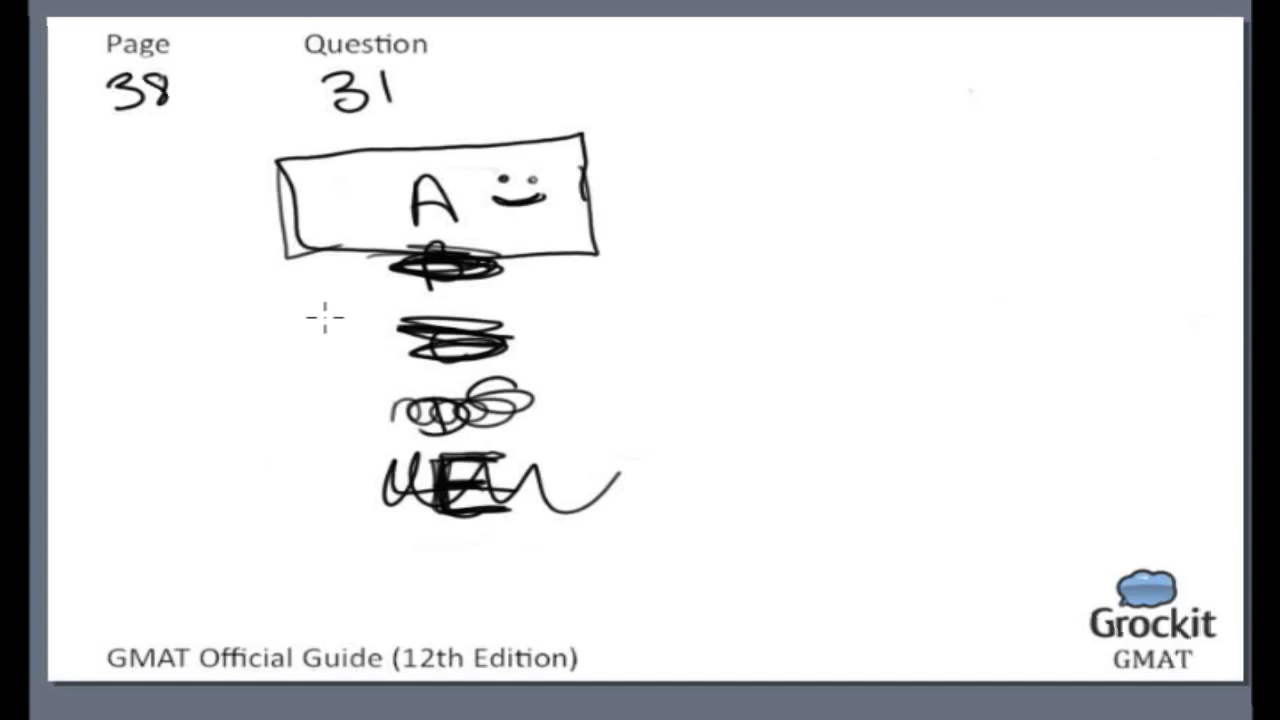 Page Question
38 31
A
E
Grockit
GMAT
GMAT Official Guide (12th Edition)